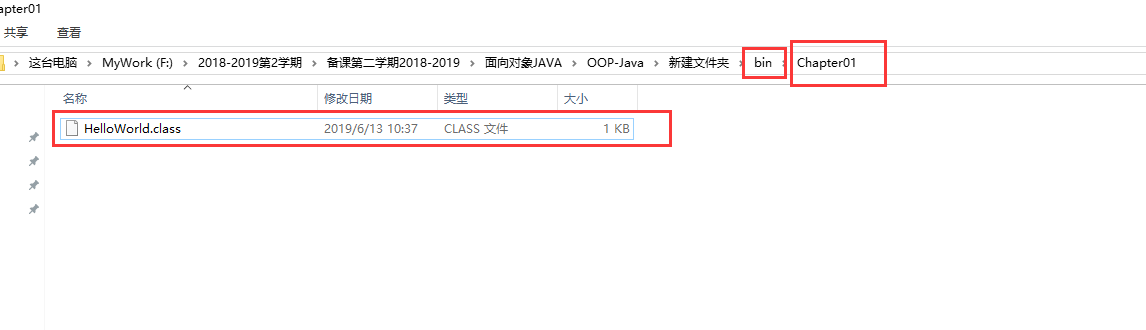 apter01
共享 查看
这台电脑 MyWork (F:) 2018-2019第2学期 备课第二学期2018-2019 面向对象JAVA OOP-Java 新建文件夹 bin Chapter01
名称 修改日期 类型 大小
HelloWorld.class 2019/6/13 10:37 CLASS 文件 1 KB